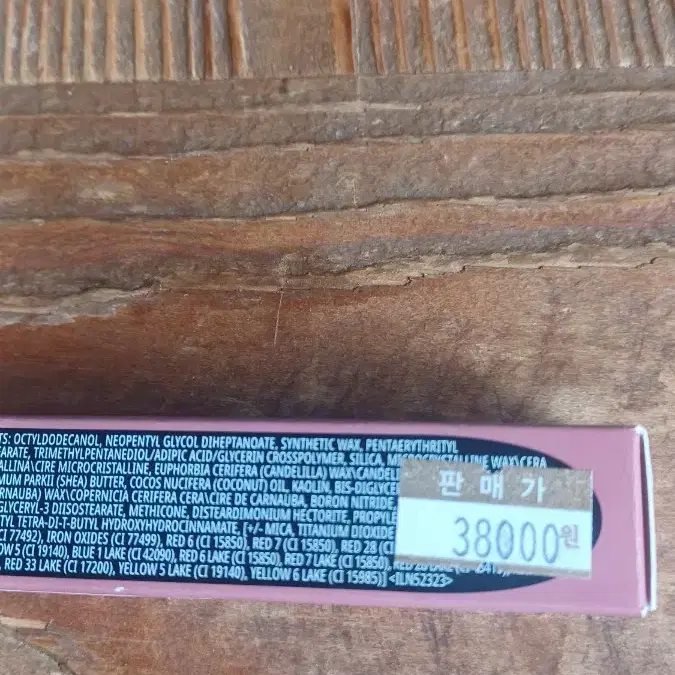 TS: OCTYLDODECANOL, NEOPENTYL GLYCOL DIHEPTANOATE, SYNTHETIC WAX, PENTAERYTHRITYL
EARATE, TRIMETHYLPENTANEDIOL/ADIPIC ACID/GLYCERIN CROSSPOLYMER, SILICA, MICROCRYSTALLINE WAX\CERA
ALLINA\CIRE MICROCRISTALLINE, EUPHORBIA CERIFERA (CANDELILLA) WAX\CANDEL
MUM PARKII (SHEA) BUTTER, COCOS NUCIFERA (COCONUT) OIL, KAOLIN, BIS-DIGLYCE
ARNAUBA) WAX\COPERNICIA CERIFERA CERA\CIRE DE CARNAUBA, BORON NITRIDE,
GLYCERYL-3 DIISOSTEARATE, METHICONE, DISTEARDIMONIUM HECTORITE, PROPYLE
TYL TETRA-DI-T-BUTYL HYDROXYHYDROCINNAMATE, [+/- MICA, TITANIUM DIOXIDE
CI 77492), IRON OXIDES (CI 77499), RED 6 (CI 15850), RED 7 (CI 15850), RED 28 (CI
OW 5 (CI 19140), BLUE 1 LAKE (CI 42090), RED 6 LAKE (CI 15850), RED 7 LAKE (CI 15850), RED 28 LAKE
, RED 33 LAKE (CI 17200), YELLOW 5 LAKE (CI 19140), YELLOW 6 LAKE (CI 15985)] <ILN52323>
판매가
38000원